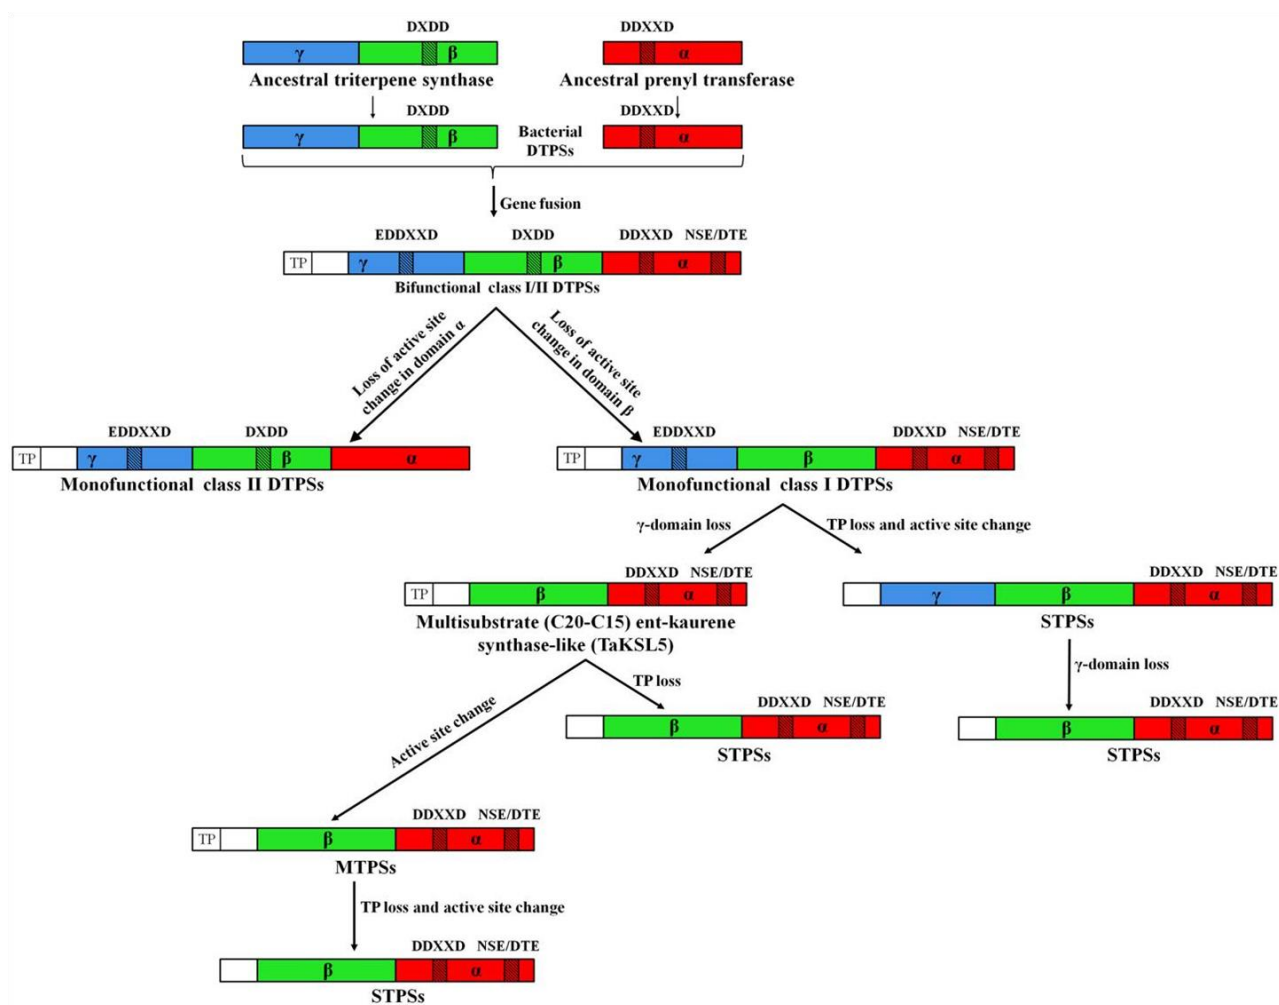 DXDD DDXXD
γ β α
Ancestral triterpene synthase Ancestral prenyl transferase
DXDD DDXXD
γ β Bacterial α
DTPSs
Gene fusion
EDDXXD DXDD DDXXD NSE/DTE
TP γ β α
Bifunctional class I/II DTPSs
Loss of active site
change in domain α
Loss of active site
change in domain β
EDDXXD DXDD EDDXXD DDXXD NSE/DTE
TP γ β α TP γ β α
Monofunctional class II DTPSs Monofunctional class I DTPSs
γ-domain loss TP loss and active site change
DDXXD NSE/DTE DDXXD NSE/DTE
TP β α γ β α
Multisubstrate (C20-C15) ent-kaurene STPSs
synthase-like (TaKSL5)
Active site change TP loss γ-domain loss
DDXXD NSE/DTE DDXXD NSE/DTE
β α β α
STPSs STPSs
DDXXD NSE/DTE
TP β α
MTPSs
TP loss and active site change
DDXXD NSE/DTE
β α
STPSs